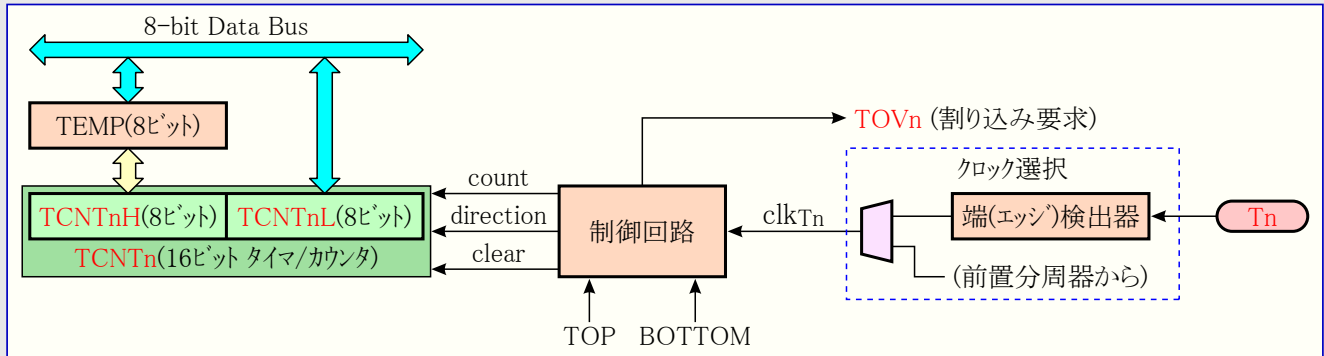 8-bit Data Bus
TEMP(8ビット)
TOVn (割り込み要求)
クロック選択
TCNTnH(8ビット) TCNTnL(8ビット)
TCNTn(16ビット タイマ/カウンタ)
count
direction
clear
制御回路
clkTn
端(エッジ)検出器
Tn
(前置分周器から)
TOP BOTTOM